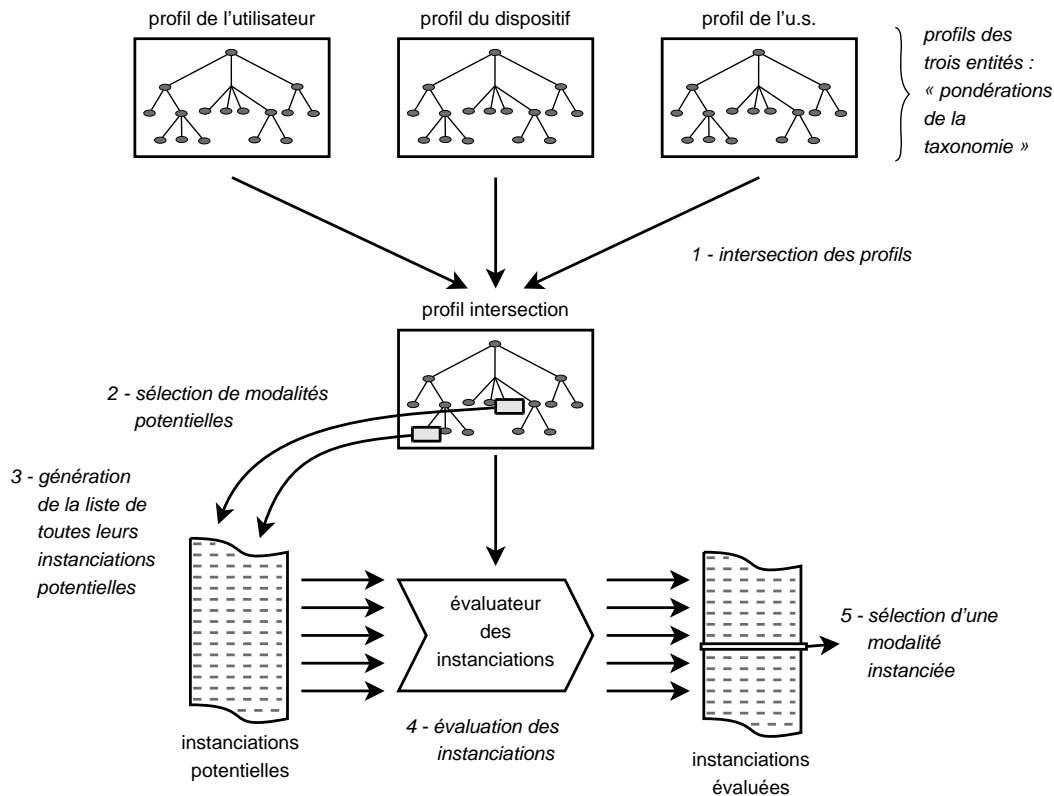 profil de l’utilisateur
profil du dispositif
profil de l’u.s.
profils des
trois entités :
« pondérations
de la
taxonomie »
1 - intersection des profils
profil intersection
2 - sélection de modalités
potentielles
3 - génération
de la liste de
toutes leurs
instanciations
potentielles
évaluateur
des
instanciations
5 - sélection d’une
modalité
instanciée
4 - évaluation des
instanciations
instanciations
potentielles
instanciations
évaluées